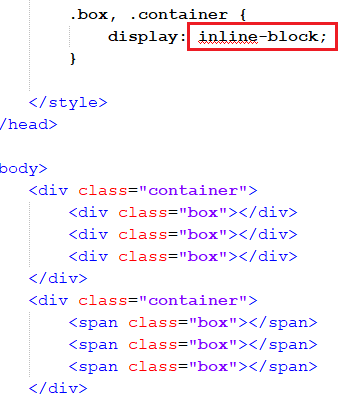 .box, .container {
display: inline-block;
}
</style>
/head>
body>
<div class="container">
<div class="box"></div>
<div class="box"></div>
<div class="box"></div>
</div>
<div class="container">
<span class="box"></span>
<span class="box"></span>
<span class="box"></span>
</div>